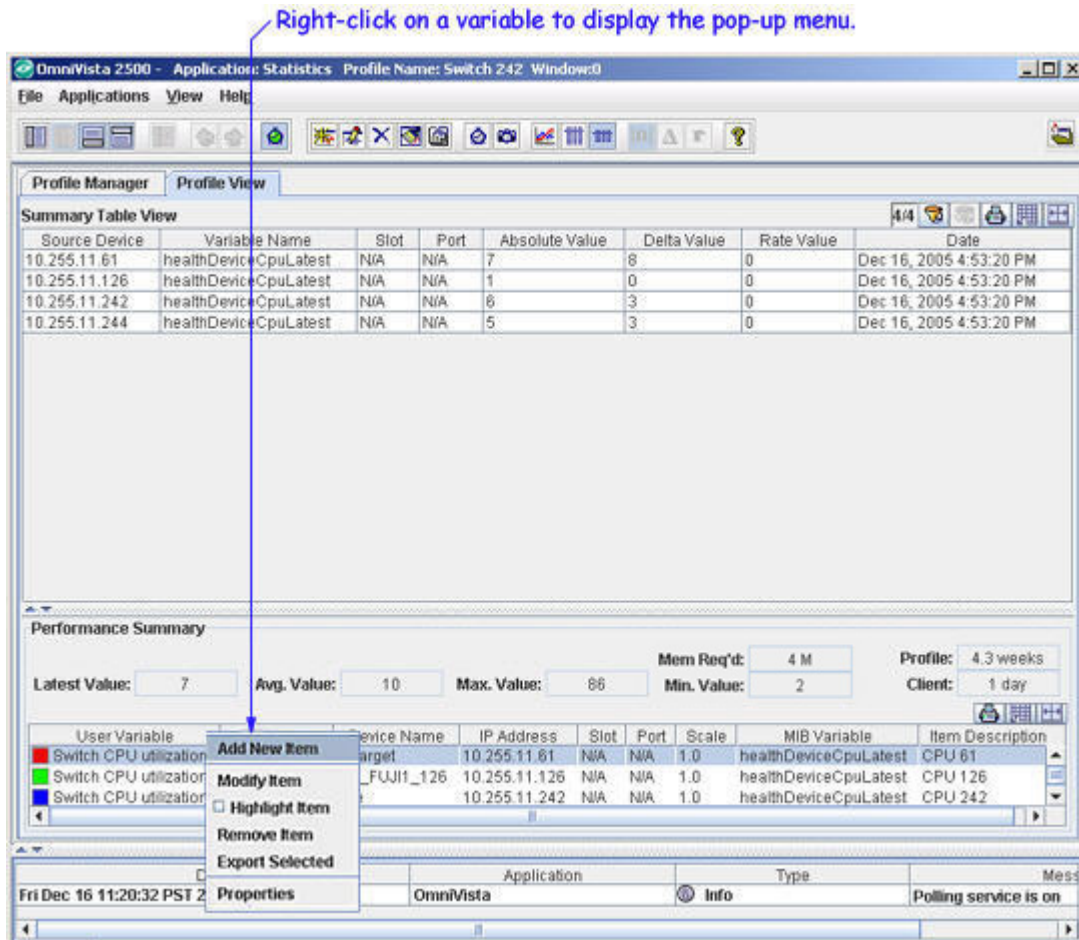 Right-click on a variable to display the pop-up menu.
OmniVista 2500 - Application: Statistics Profile Name: Switch 242 Window:0
File Applications View Help
Profile Manager Profile View
Summary Table View 4/4
Source Device Variable Name Slot Port Absolute Value Delta Value Rate Value Date
10.255.11.61 healthDeviceCpuLatest N/A N/A 7 8 0 Dec 16, 2005 4:53:20 PM
10.255.11.126 healthDeviceCpuLatest N/A N/A 1 0 0 Dec 16, 2005 4:53:20 PM
10.255.11.242 healthDeviceCpuLatest N/A N/A 6 3 0 Dec 16, 2005 4:53:20 PM
10.255.11.244 healthDeviceCpuLatest N/A N/A 5 3 0 Dec 16, 2005 4:53:20 PM
Performance Summary
Mem Req'd: 4 M Profile: 4.3 weeks
Latest Value: 7 Avg. Value: 10 Max. Value: 86 Min. Value: 2 Client: 1 day
User Variable Device Name IP Address Slot Port Scale MIB Variable Item Description
Switch CPU utilization arget 10.255.11.61 N/A N/A 1.0 healthDeviceCpuLatest CPU 61
Switch CPU utilization _FUJI1_126 10.255.11.126 N/A N/A 1.0 healthDeviceCpuLatest CPU 126
Switch CPU utilization 10.255.11.242 N/A N/A 1.0 healthDeviceCpuLatest CPU 242
Add New Item
Modify Item
Highlight Item
Remove Item
Export Selected
Properties
D Application Type Mess
Fri Dec 16 11:20:32 PST 2 OmniVista Info Polling service is on